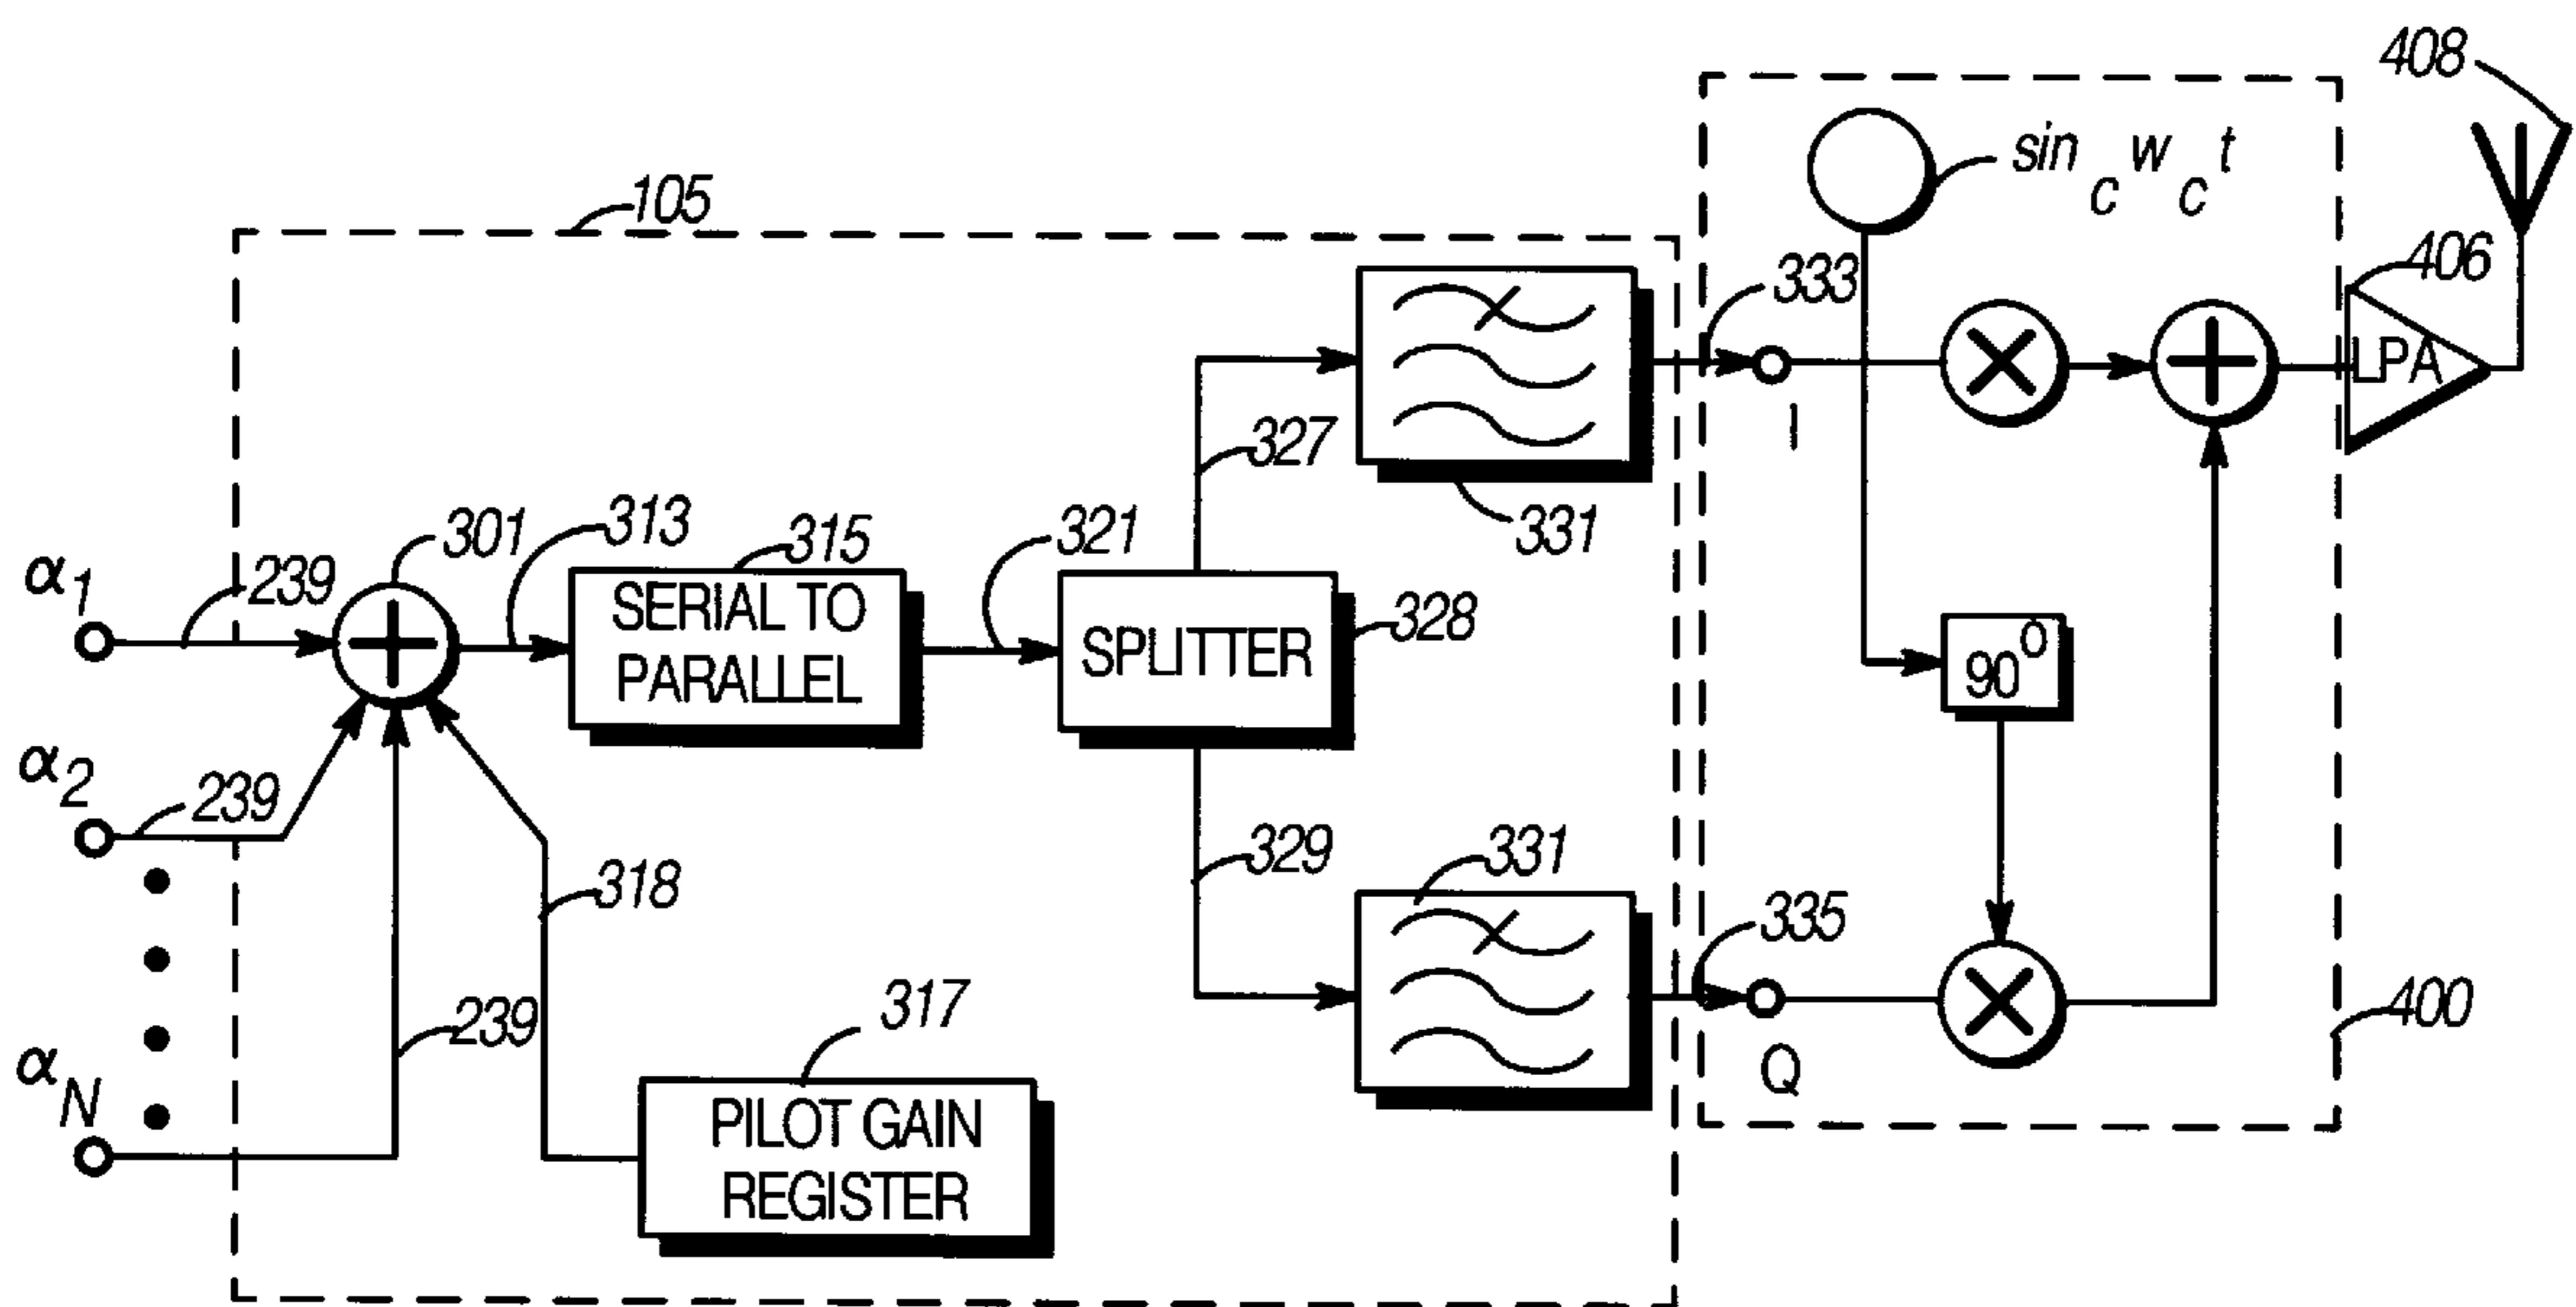 408
sin c w c t
105
406
333
LPA
I
327
331
301
313
315
321
α1
239
SERIAL TO
PARALLEL
SPLITTER
328
90°
α2
239
329
331
318
335
317
239
400
αN
Q
PILOT GAIN
REGISTER